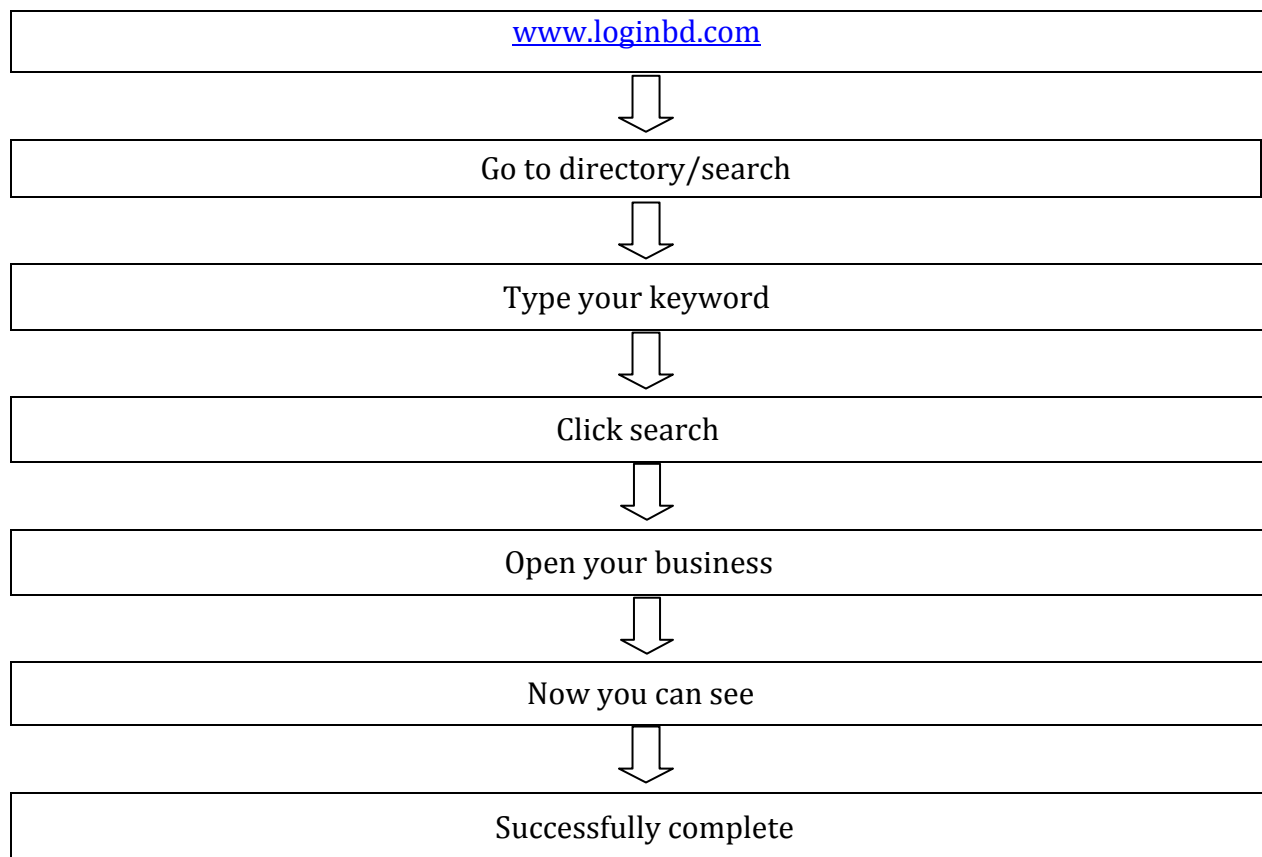 www.loginbd.com
Go to directory/search
Type your keyword
Click search
Open your business
Now you can see
Successfully complete